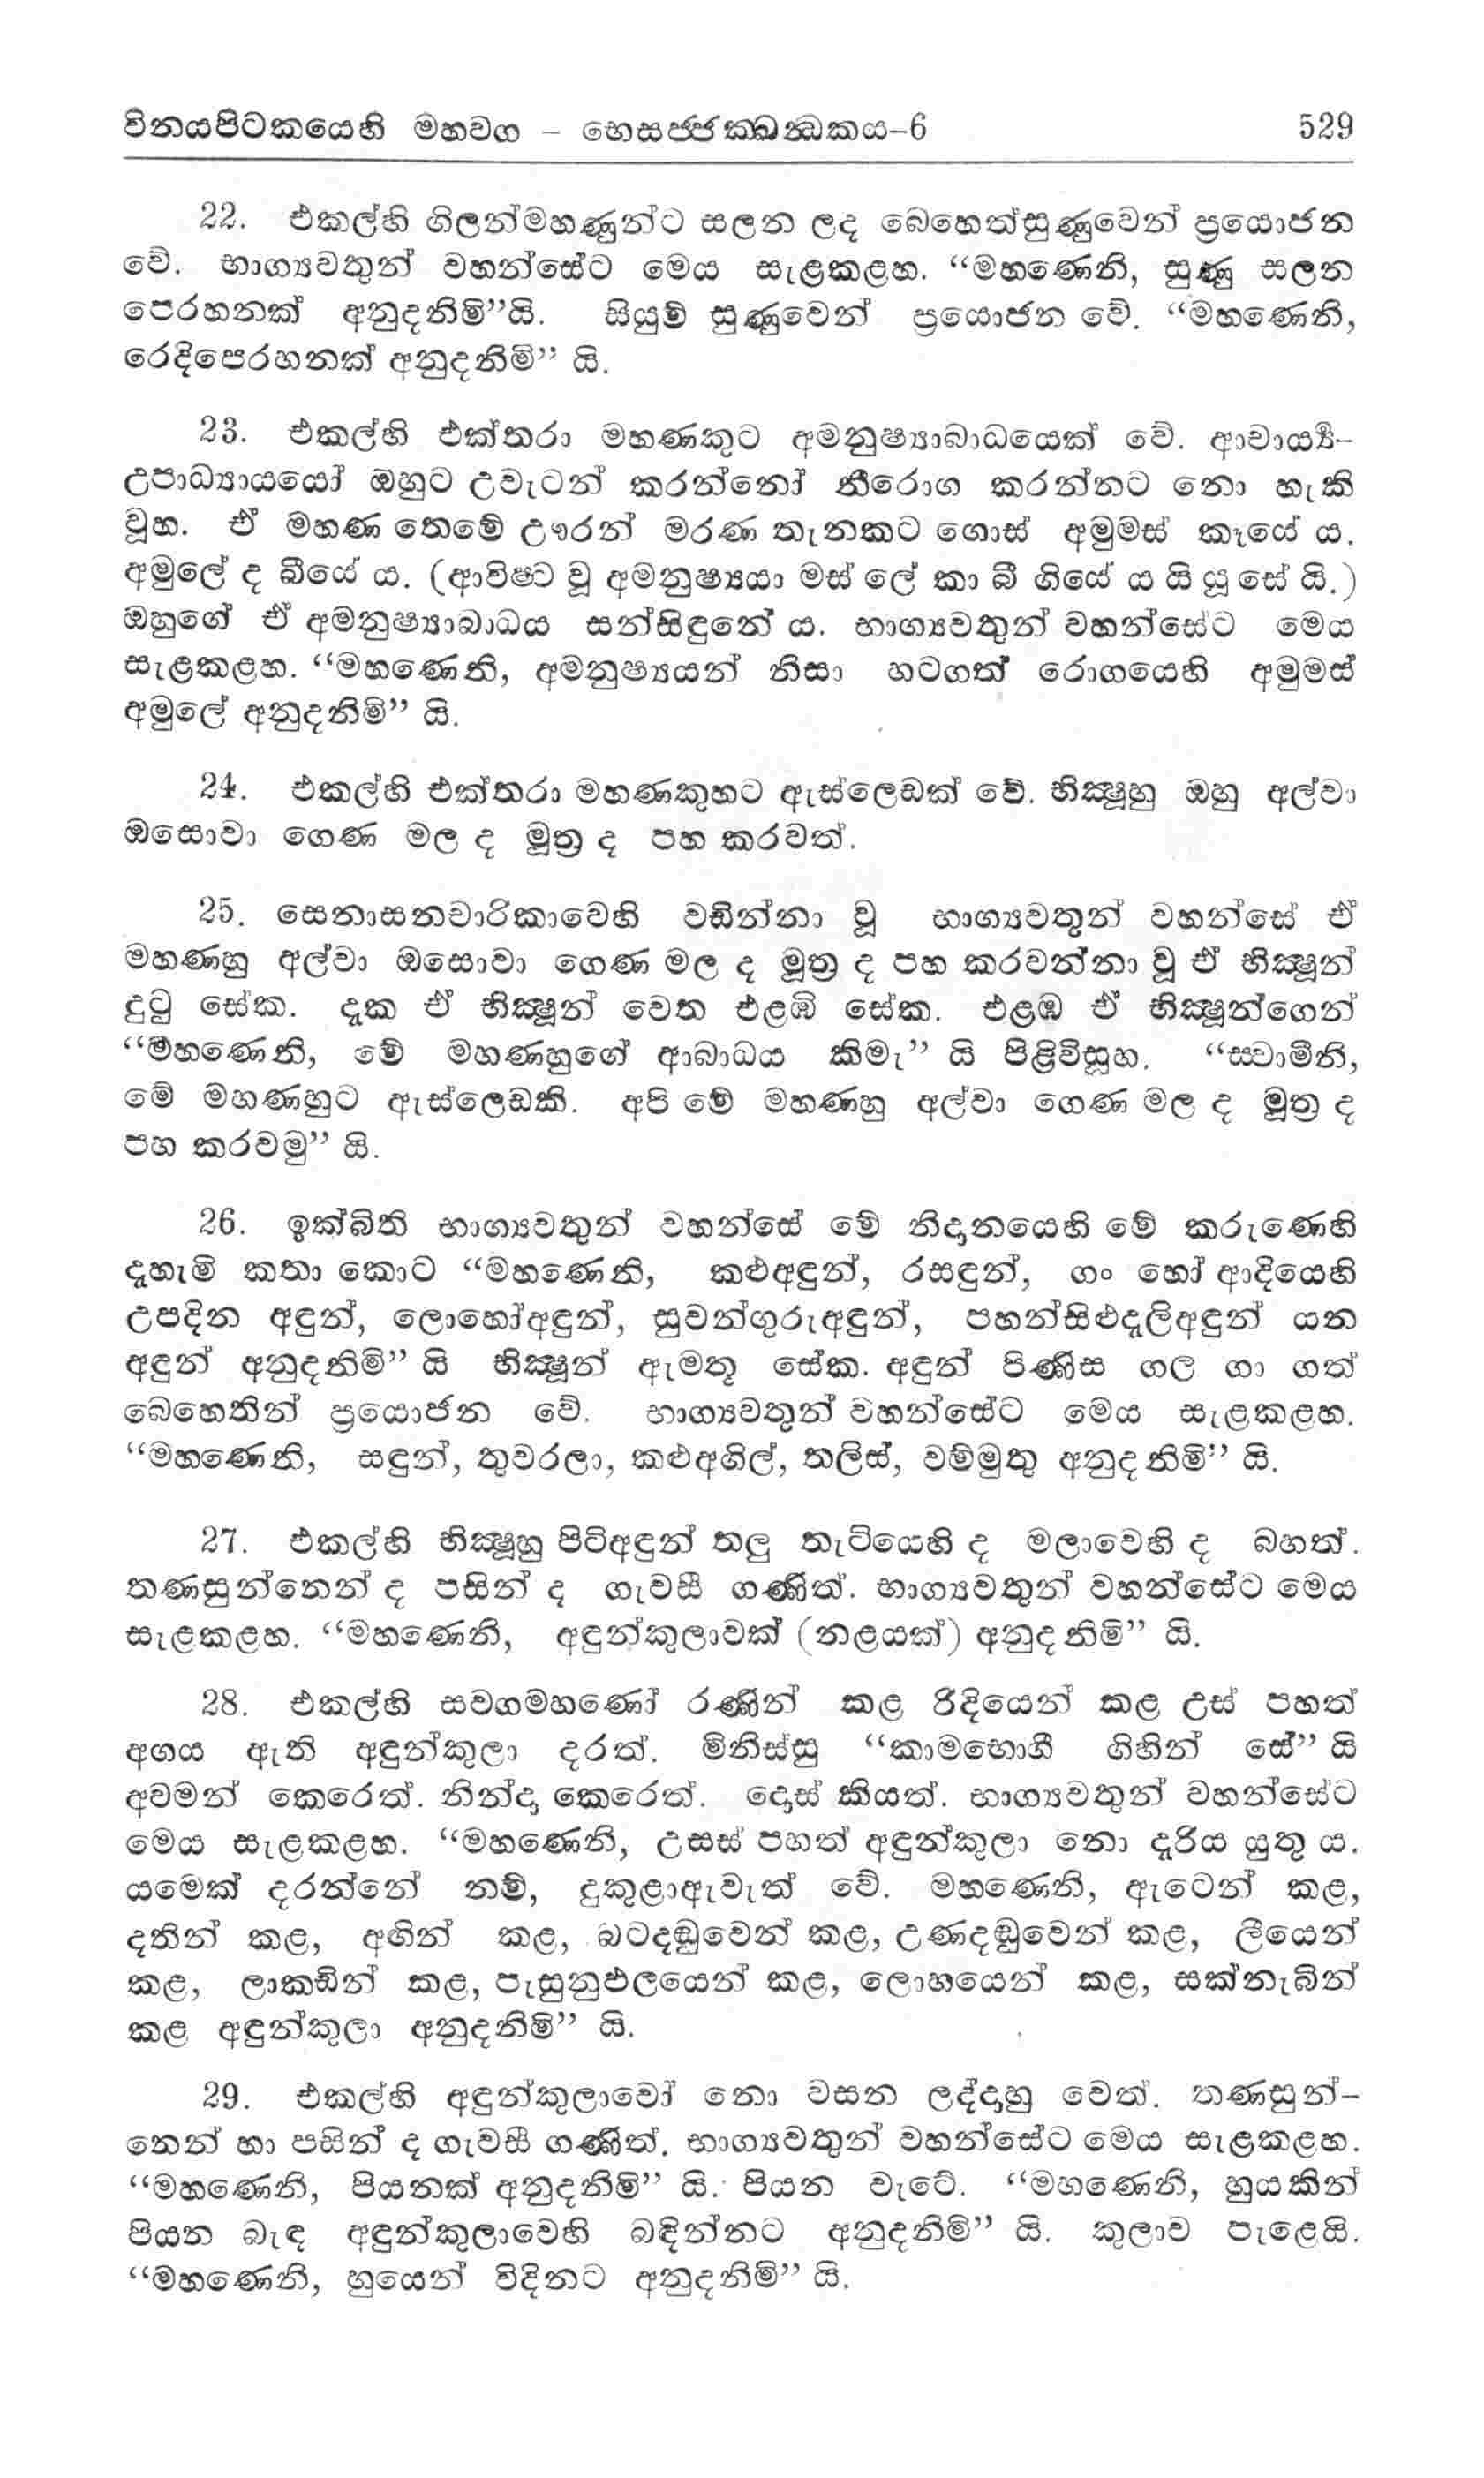 විනයපිටකයෙහි මහවග - භෙසජ්ජක්ඛන්ධකය-6 529
22. එකල්හි ගිලන්මහණුන්ට සලන ලද බෙහෙත්සුණුවෙන් ප්‍රයොජන
වේ. භාග්‍යවතුන් වහන්සේට මෙය සැළකළහ. “මහණෙනි, සුණු සලන
පෙරහනක් අනුදනිමි”යි. සියුම් සුණුවෙන් ප්‍රයොජන වේ. “මහණෙනි,
රෙදිපෙරහනක් අනුදනිමි” යි.
23. එකල්හි එක්තරා මහණකුට අමනුෂ්‍යාබාධයෙක් වේ. ආචාර්‍ය්‍ය-
උපාධ්‍යායයෝ ඔහුට උවැටන් කරන්නෝ නීරොග කරන්නට නො හැකි
වූහ. ඒ මහණ තෙමේ ඌරන් මරණ තැනකට ගොස් අමුමස් කෑයේ ය.
අමුලේ ද බීයේ ය. (ආවිෂ්ට වූ අමනුෂ්‍යයා මස් ලේ කා බී ගියේ ය යි යූ සේ යි.)
ඔහුගේ ඒ අමනුෂ්‍යාබාධය සන්සිඳුනේ ය. භාග්‍යවතුන් වහන්සේට මෙය
සැළකළහ. “මහණෙනි, අමනුෂ්‍යයන් නිසා හටගත් රොගයෙහි අමුමස්
අමුලේ අනුදනිමි” යි.
24. එකල්හි එක්තරා මහණකුහට ඇස්ලෙඩක් වේ. භික්‍ෂූහු ඔහු අල්වා
ඔසොවා ගෙණ මල ද මූත්‍ර ද පහ කරවත්.
25. සෙනාසනචාරිකාවෙහි වඩින්නා වූ භාග්‍යවතුන් වහන්සේ ඒ
මහණහු අල්වා ඔසොවා ගෙණ මල ද මූත්‍ර ද පහ කරවන්නා වූ ඒ භික්‍ෂූන්
දුටු සේක. දැක ඒ භික්‍ෂූන් වෙත එළඹි සේක. එළඹ ඒ භික්‍ෂූන්ගෙන්
“මහණෙනි, මේ මහණහුගේ ආබාධය කිමැ” යි පිළිවිසූහ. “ස්වාමීනි,
මේ මහණහුට ඇස්ලෙඩකි. අපි මේ මහණහු අල්වා ගෙණ මල ද මූත්‍ර ද
පහ කරවමු” යි.
26. ඉක්බිති භාග්‍යවතුන් වහන්සේ මේ නිදානයෙහි මේ කරුණෙහි
දැහැමි කතා කොට “මහණෙනි, කළුඅඳුන්, රසඳුන්, ගං හෝ ආදියෙහි
උපදින අඳුන්, ලොහෝඅඳුන්, සුවන්ගුරුඅඳුන්, පහන්සිළුදැලිඅඳුන් යන
අඳුන් අනුදනිමි” යි භික්‍ෂූන් ඇමතූ සේක. අඳුන් පිණිස ගල ගා ගත්
බෙහෙතින් ප්‍රයොජන වේ. භාග්‍යවතුන් වහන්සේට මෙය සැළකළහ.
“මහණෙනි, සඳුන්, තුවරලා, කළුඅගිල්, තලිස්, වම්මුතු අනුදනිමි” යි.
27. එකල්හි භික්‍ෂූහු පිටිඅඳුන් තලු තැටියෙහි ද මලාවෙහි ද බහත්.
තණසුන්නෙන් ද පසින් ද ගැවසී ගණිත්. භාග්‍යවතුන් වහන්සේට මෙය
සැළකළහ. “මහණෙනි, අඳුන්කුලාවක් (නළයක්) අනුදනිමි” යි.
28. එකල්හි සවගමහණෝ රණින් කළ රිදියෙන් කළ උස් පහත්
අගය ඇති අඳුන්කුලා දරත්. මිනිස්සු “කාමභොගී ගිහින් සේ” යි
අවමන් කෙරෙත්. නින්දා කෙරෙත්. දොස් කියත්. භාග්‍යවතුන් වහන්සේට
මෙය සැළකළහ. “මහණෙනි, උසස් පහත් අඳුන්කුලා නො දැරිය යුතු ය.
යමෙක් දරන්නේ නම්, දුකුළාඇවැත් වේ. මහණෙනි, ඇටෙන් කළ,
දතින් කළ, අඟින් කළ, බටදඬුවෙන් කළ, උණදඬුවෙන් කළ, ලීයෙන්
කළ, ලාකඩින් කළ, පැසුනුඵලයෙන් කළ, ලොහයෙන් කළ, සක්නැබින්
කළ අඳුන්කුලා අනුදනිමි” යි.
29. එකල්හි අඳුන්කුලාවෝ නො වසන ලද්දාහු වෙත්. තණසුන්-
නෙන් හා පසින් ද ගැවසී ගණිත්. භාග්‍යවතුන් වහන්සේට මෙය සැළකළහ.
“මහණෙනි, පියනක් අනුදනිමි” යි. පියන වැටේ. “මහණෙනි, හුයකින්
පියන බැඳ අඳුන්කුලාවෙහි බඳින්නට අනුදනිමි” යි. කුලාව පැළෙයි.
“මහණෙනි, හුයෙන් විදිනට අනුදනිමි” යි.